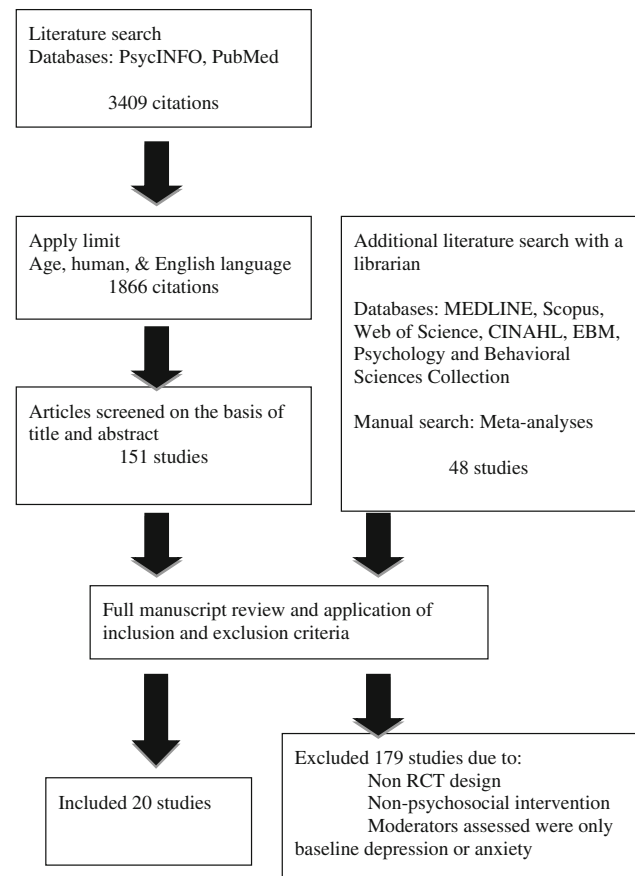 Literature search
Databases: PsycINFO, PubMed
3409 citations
Apply limit
Age, human, & English language
1866 citations
Additional literature search with a
librarian
Databases: MEDLINE, Scopus,
Web of Science, CINAHL, EBM,
Psychology and Behavioral
Sciences Collection
Manual search: Meta-analyses
48 studies
Articles screened on the basis of
title and abstract
151 studies
Full manuscript review and application of
inclusion and exclusion criteria
Included 20 studies
Excluded 179 studies due to:
Non RCT design
Non-psychosocial intervention
Moderators assessed were only
baseline depression or anxiety